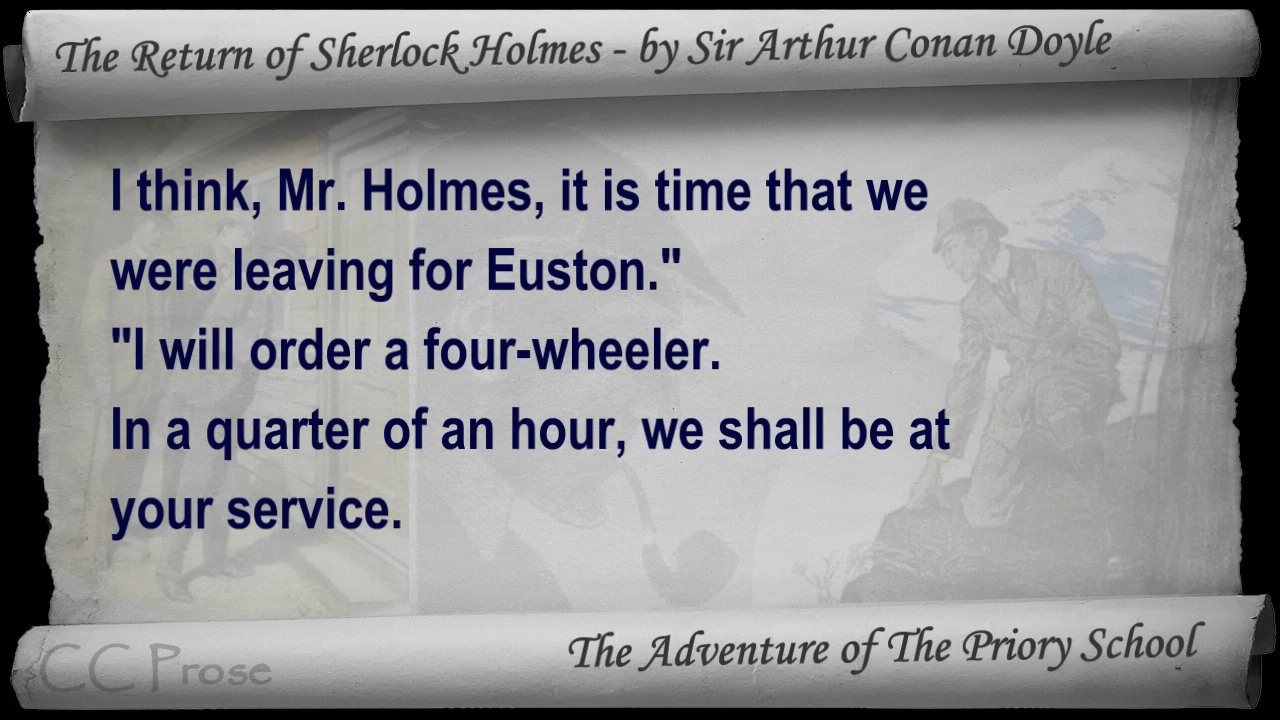 The Return of Sherlock Holmes - by Sir Arthur Conan Doyle
I think, Mr. Holmes, it is time that we
were leaving for Euston."
"I will order a four-wheeler.
In a quarter of an hour, we shall be at
your service.
The Adventure of The Priory School
CC Prose